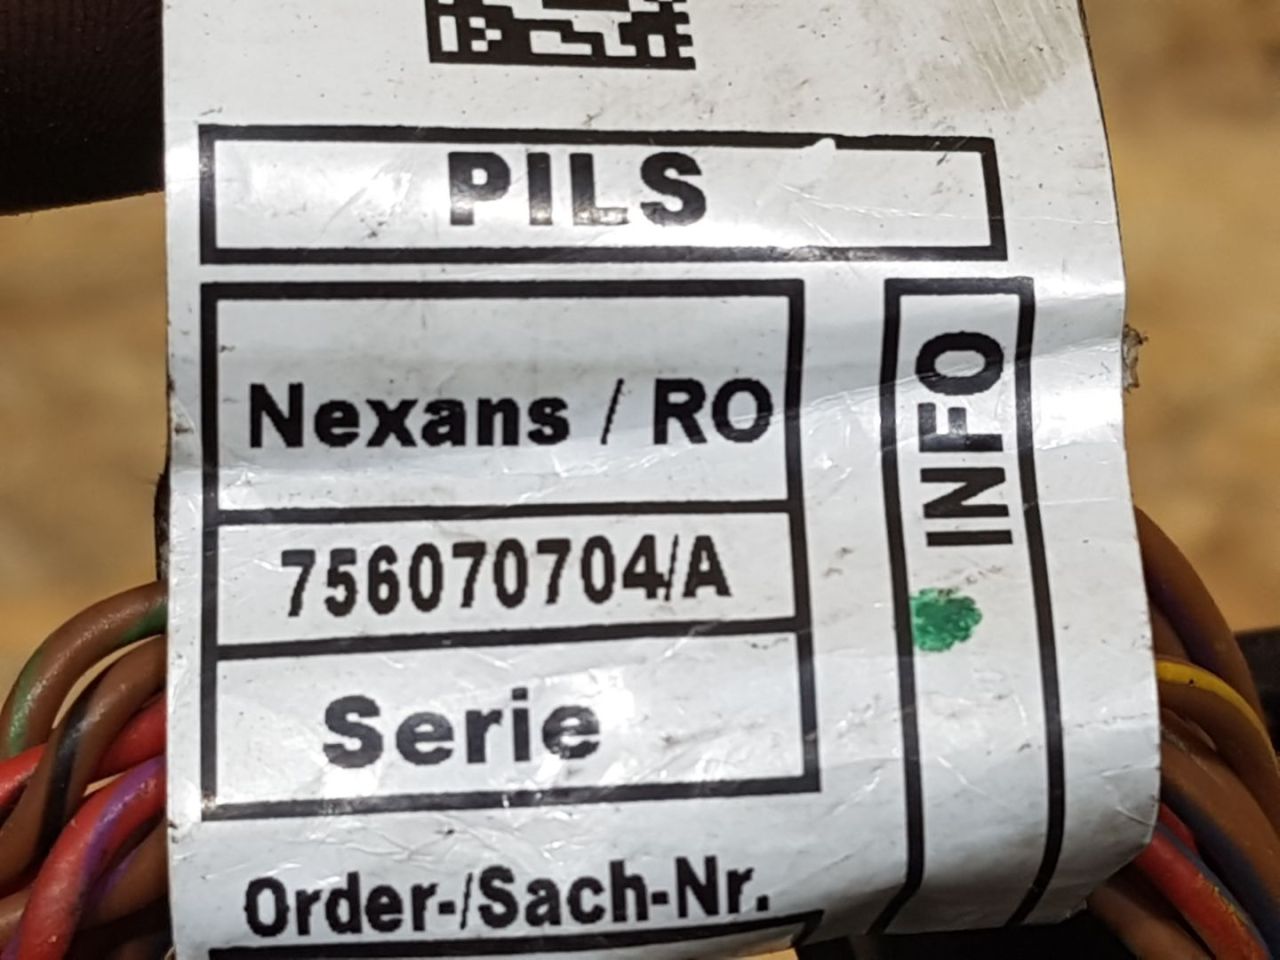 PILS
Nexans / RO
756070704/A
Serie
Order-/Sach-Nr.
INFO